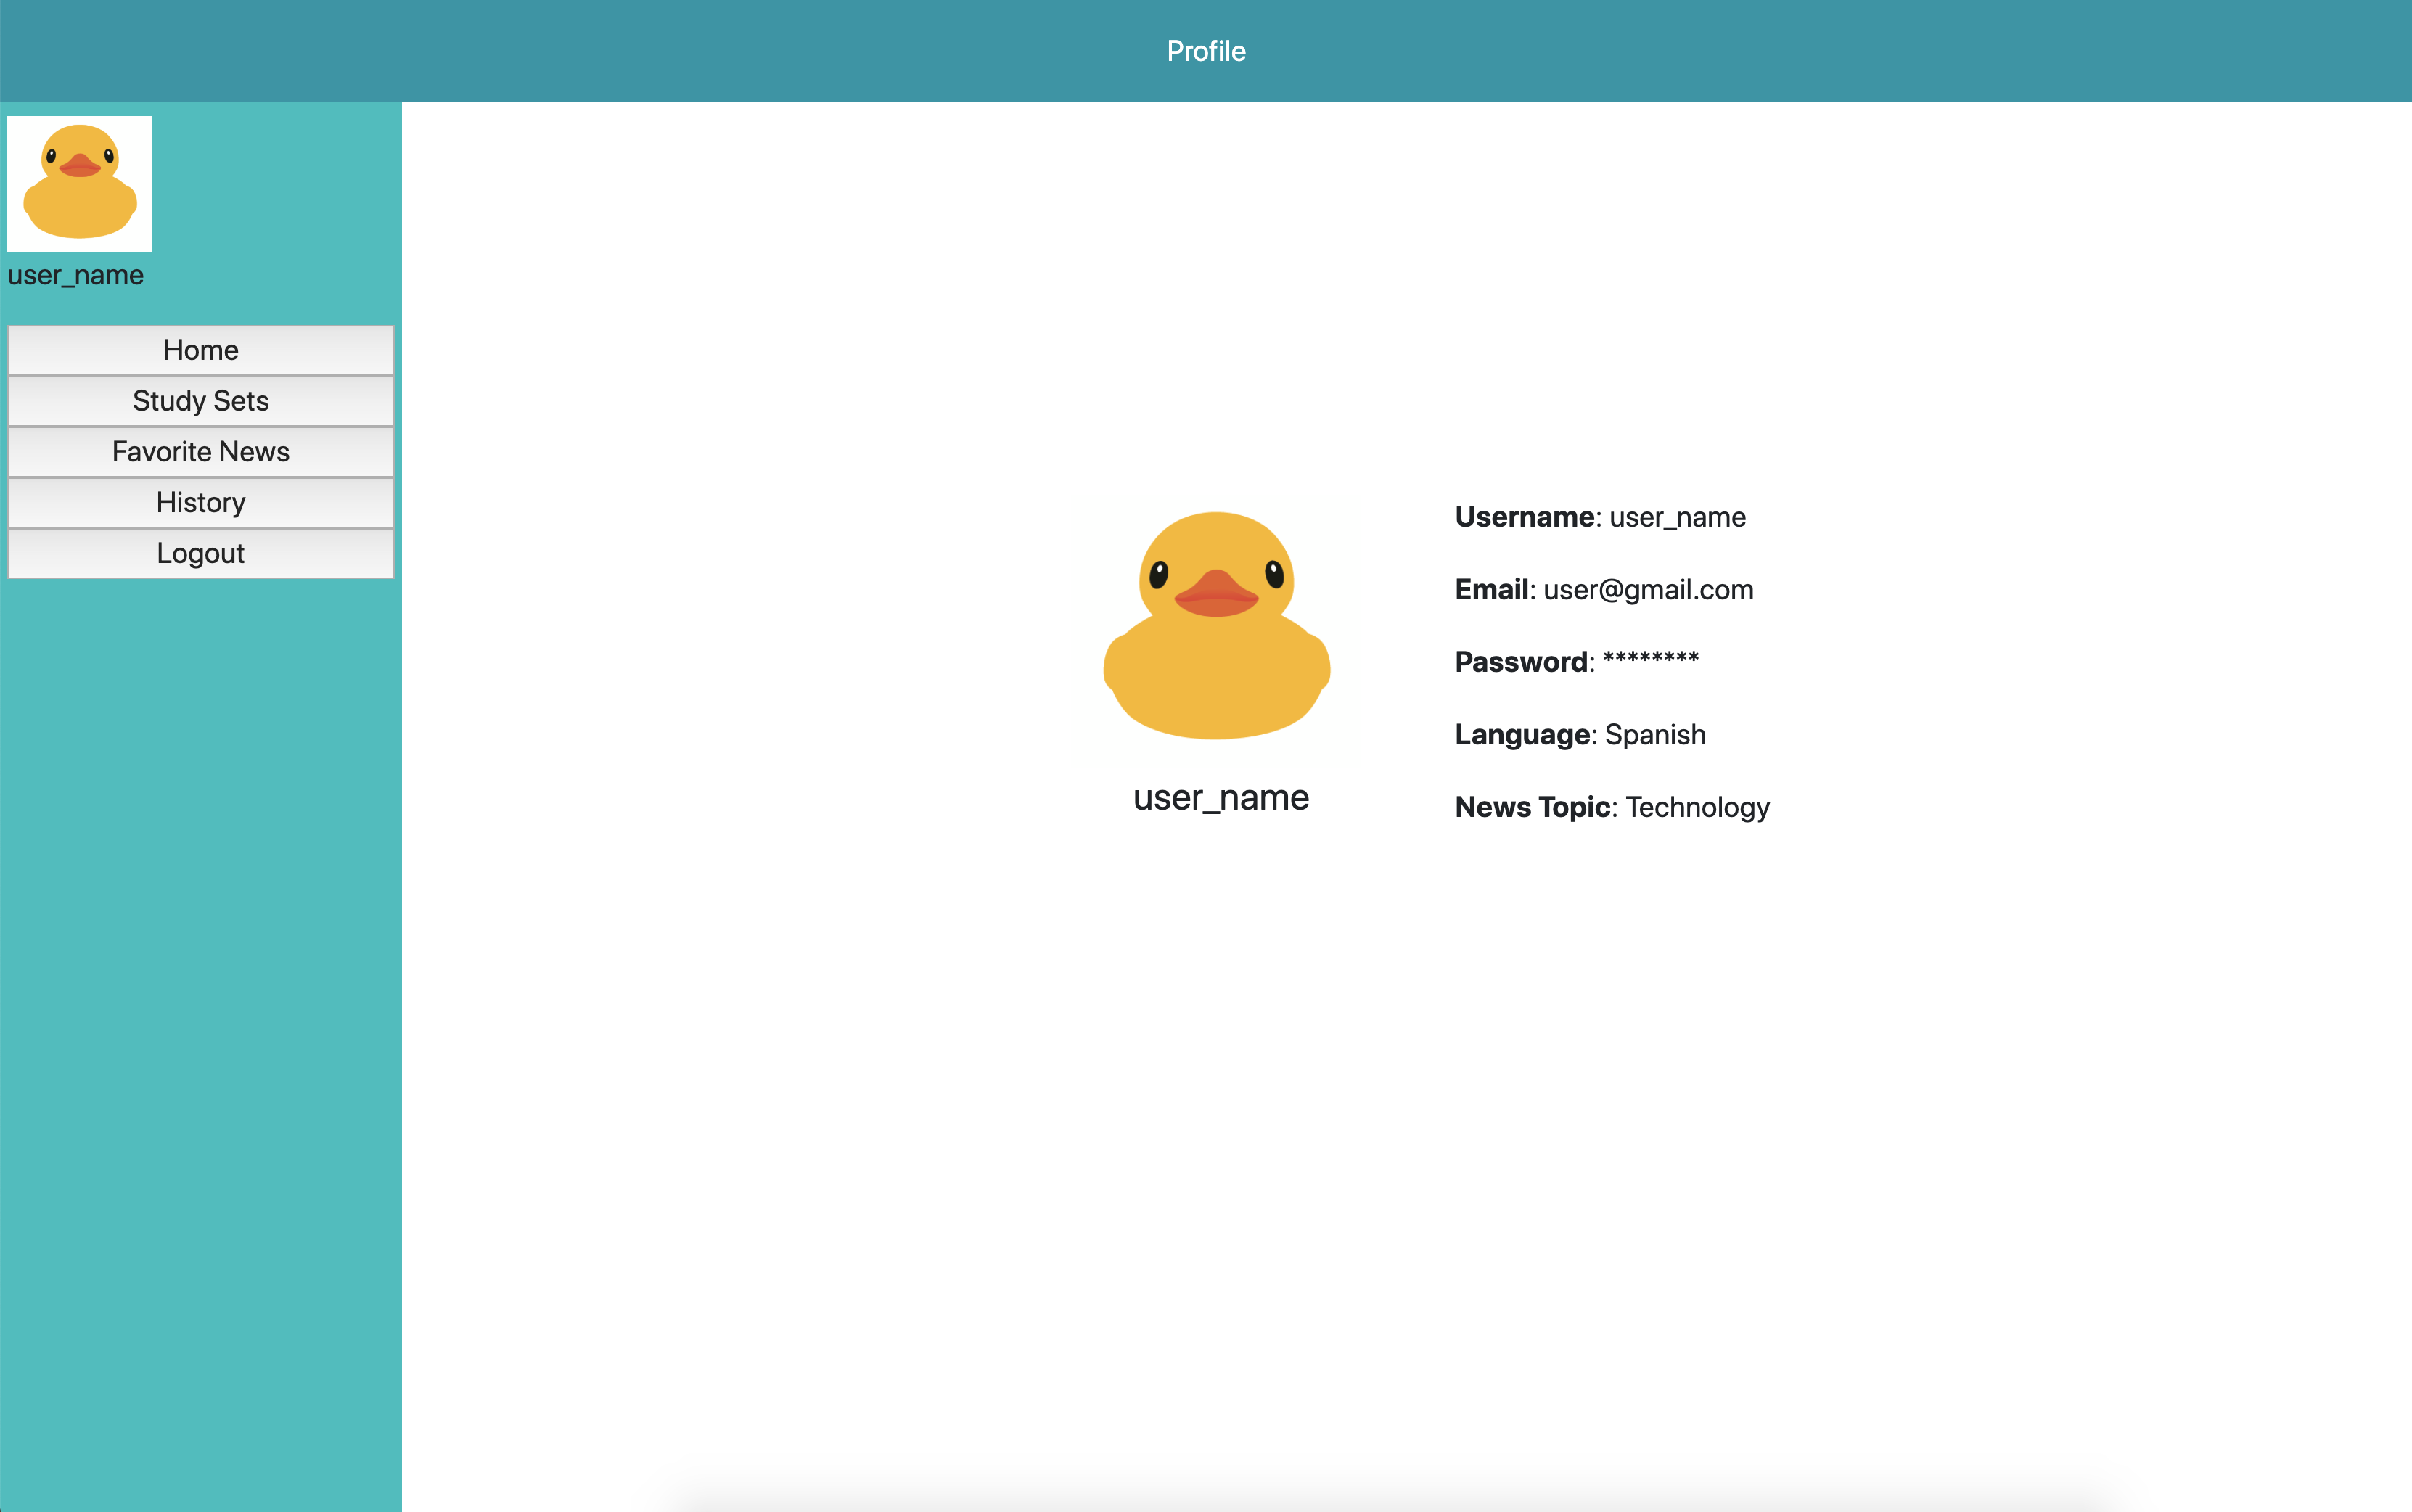 Profile
user_name
Home
Study Sets
Favorite News
History
Logout
user_name
Username: user_name
Email: user@gmail.com
Password: ********
Language: Spanish
News Topic: Technology